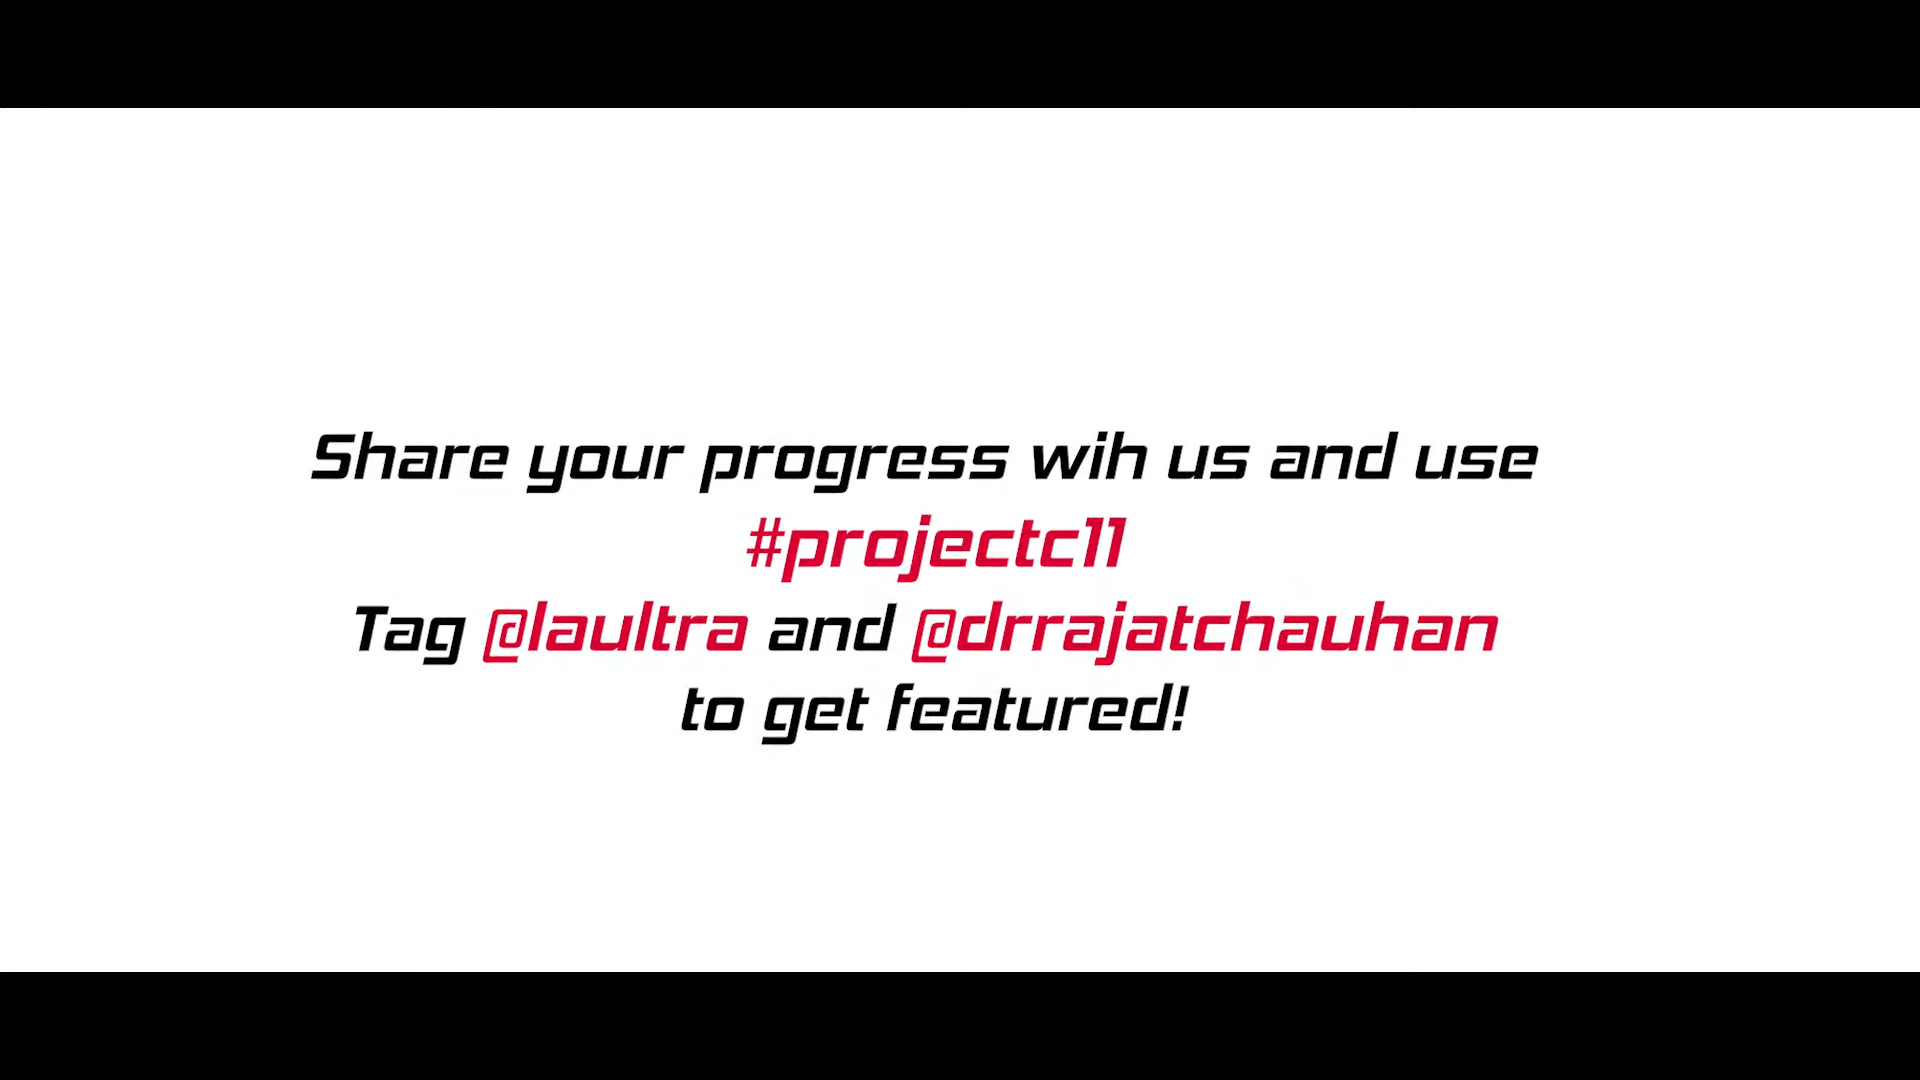 Share your progress wih us and use
#projectc11
Tag @laultra and @drrajatchauhan
to get featured!